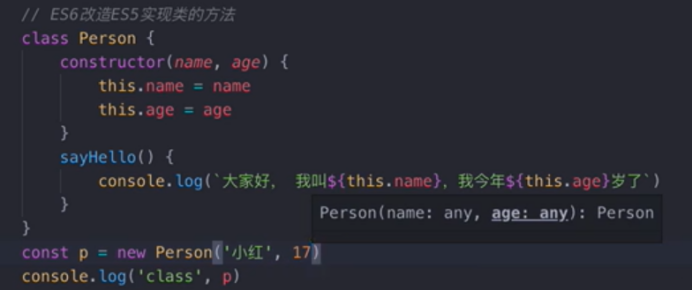 // ES6改造ES5实现类的方法
class Person {
    constructor(name, age) {
        this.name = name
        this.age = age
    }
    sayHello() {
        console.log(`大家好， 我叫${this.name}，我今年${this.age}岁了`)
    }
}
Person(name: any, age: any): Person
const p = new Person('小红', 17)
console.log('class', p)